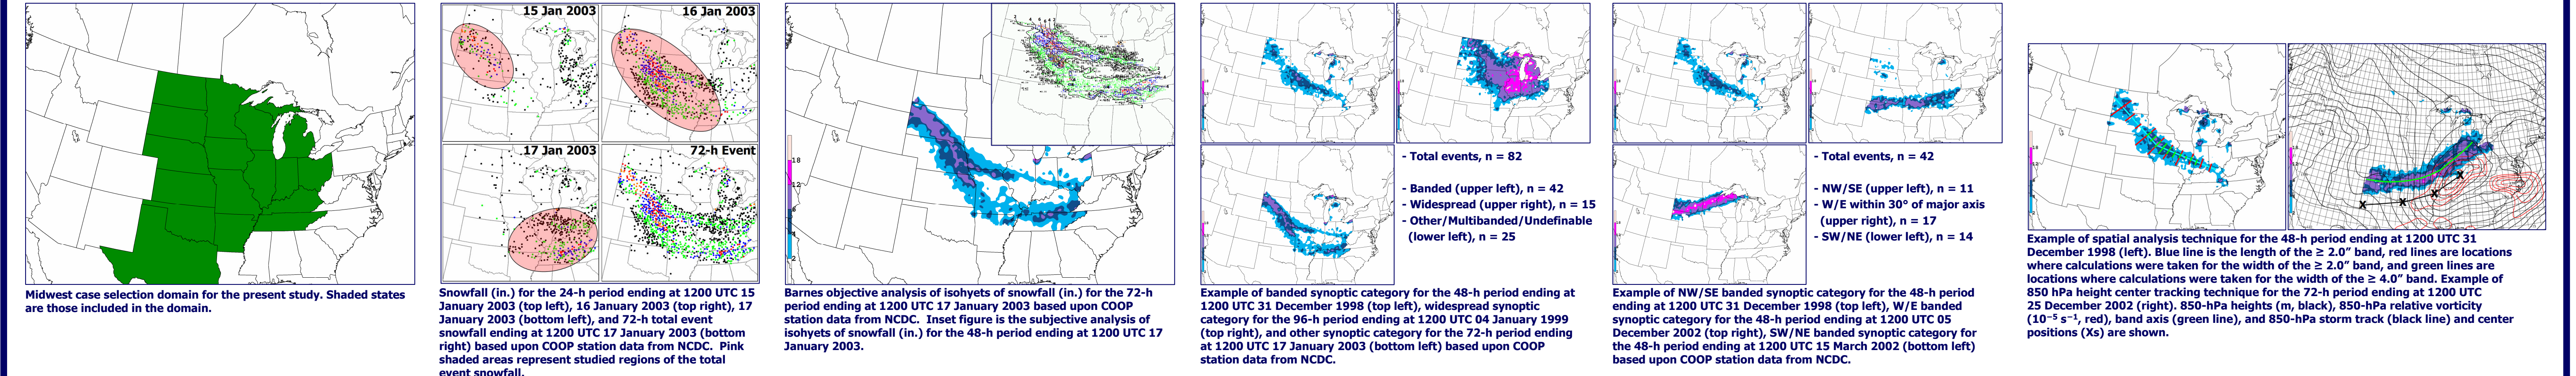 Midwest case selection domain for the present study. Shaded states
are those included in the domain.
15 Jan 2003
16 Jan 2003
17 Jan 2003
72-h Event
Snowfall (in.) for the 24-h period ending at 1200 UTC 15
January 2003 (top left), 16 January 2003 (top right), 17
January 2003 (bottom left), and 72-h total event
snowfall ending at 1200 UTC 17 January 2003 (bottom
right) based upon COOP station data from NCDC. Pink
shaded areas represent studied regions of the total
event snowfall.
18
12
2
Barnes objective analysis of isohyets of snowfall (in.) for the 72-h
period ending at 1200 UTC 17 January 2003 based upon COOP
station data from NCDC. Inset figure is the subjective analysis of
isohyets of snowfall (in.) for the 48-h period ending at 1200 UTC 17
January 2003.
- Total events, n = 82
- Banded (upper left), n = 42
- Widespread (upper right), n = 15
- Other/Multibanded/Undefinable
(lower left), n = 25
Example of banded synoptic category for the 48-h period ending at
1200 UTC 31 December 1998 (top left), widespread synoptic
category for the 96-h period ending at 1200 UTC 04 January 1999
(top right), and other synoptic category for the 72-h period ending
at 1200 UTC 17 January 2003 (bottom left) based upon COOP
station data from NCDC.
- Total events, n = 42
- NW/SE (upper left), n = 11
- W/E within 30° of major axis
(upper right), n = 17
- SW/NE (lower left), n = 14
Example of NW/SE banded synoptic category for the 48-h period
ending at 1200 UTC 31 December 1998 (top left), W/E banded
synoptic category for the 48-h period ending at 1200 UTC 05
December 2002 (top right), SW/NE banded synoptic category for
the 48-h period ending at 1200 UTC 15 March 2002 (bottom left)
based upon COOP station data from NCDC.
X X X X
Example of spatial analysis technique for the 48-h period ending at 1200 UTC 31
December 1998 (left). Blue line is the length of the ≥ 2.0” band, red lines are locations
where calculations were taken for the width of the ≥ 2.0” band, and green lines are
locations where calculations were taken for the width of the ≥ 4.0” band. Example of
850 hPa height center tracking technique for the 72-h period ending at 1200 UTC
25 December 2002 (right). 850-hPa heights (m, black), 850-hPa relative vorticity
(10⁻⁵ s⁻¹, red), band axis (green line), and 850-hPa storm track (black line) and center
positions (Xs) are shown.